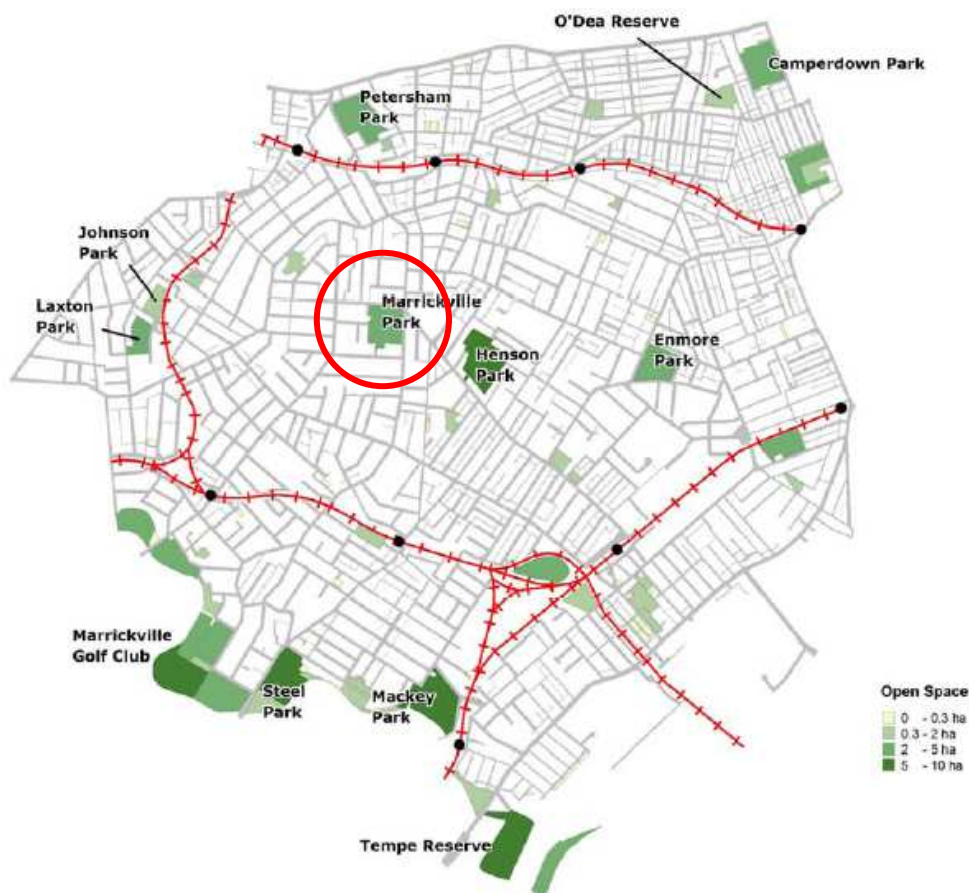 O'Dea Reserve
Camperdown Park
Petersham
Park
Johnson
Park
Laxton
Park
Marrickville
Park
Henson
Park
Enmore
Park
Marrickville
Golf Club
Steel
Park
Mackey
Park
Tempe Reserve
Open Space
0 - 0.3 ha
0.3 - 2 ha
2 - 5 ha
5 - 10 ha